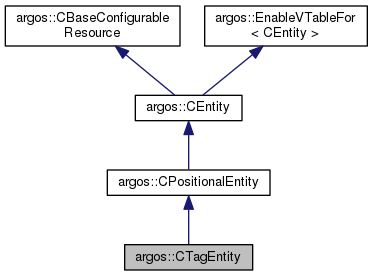 argos::CBaseConfigurable
Resource
argos::EnableVTableFor
< CEntity >
argos::CEntity
argos::CPositionalEntity
argos::CTagEntity